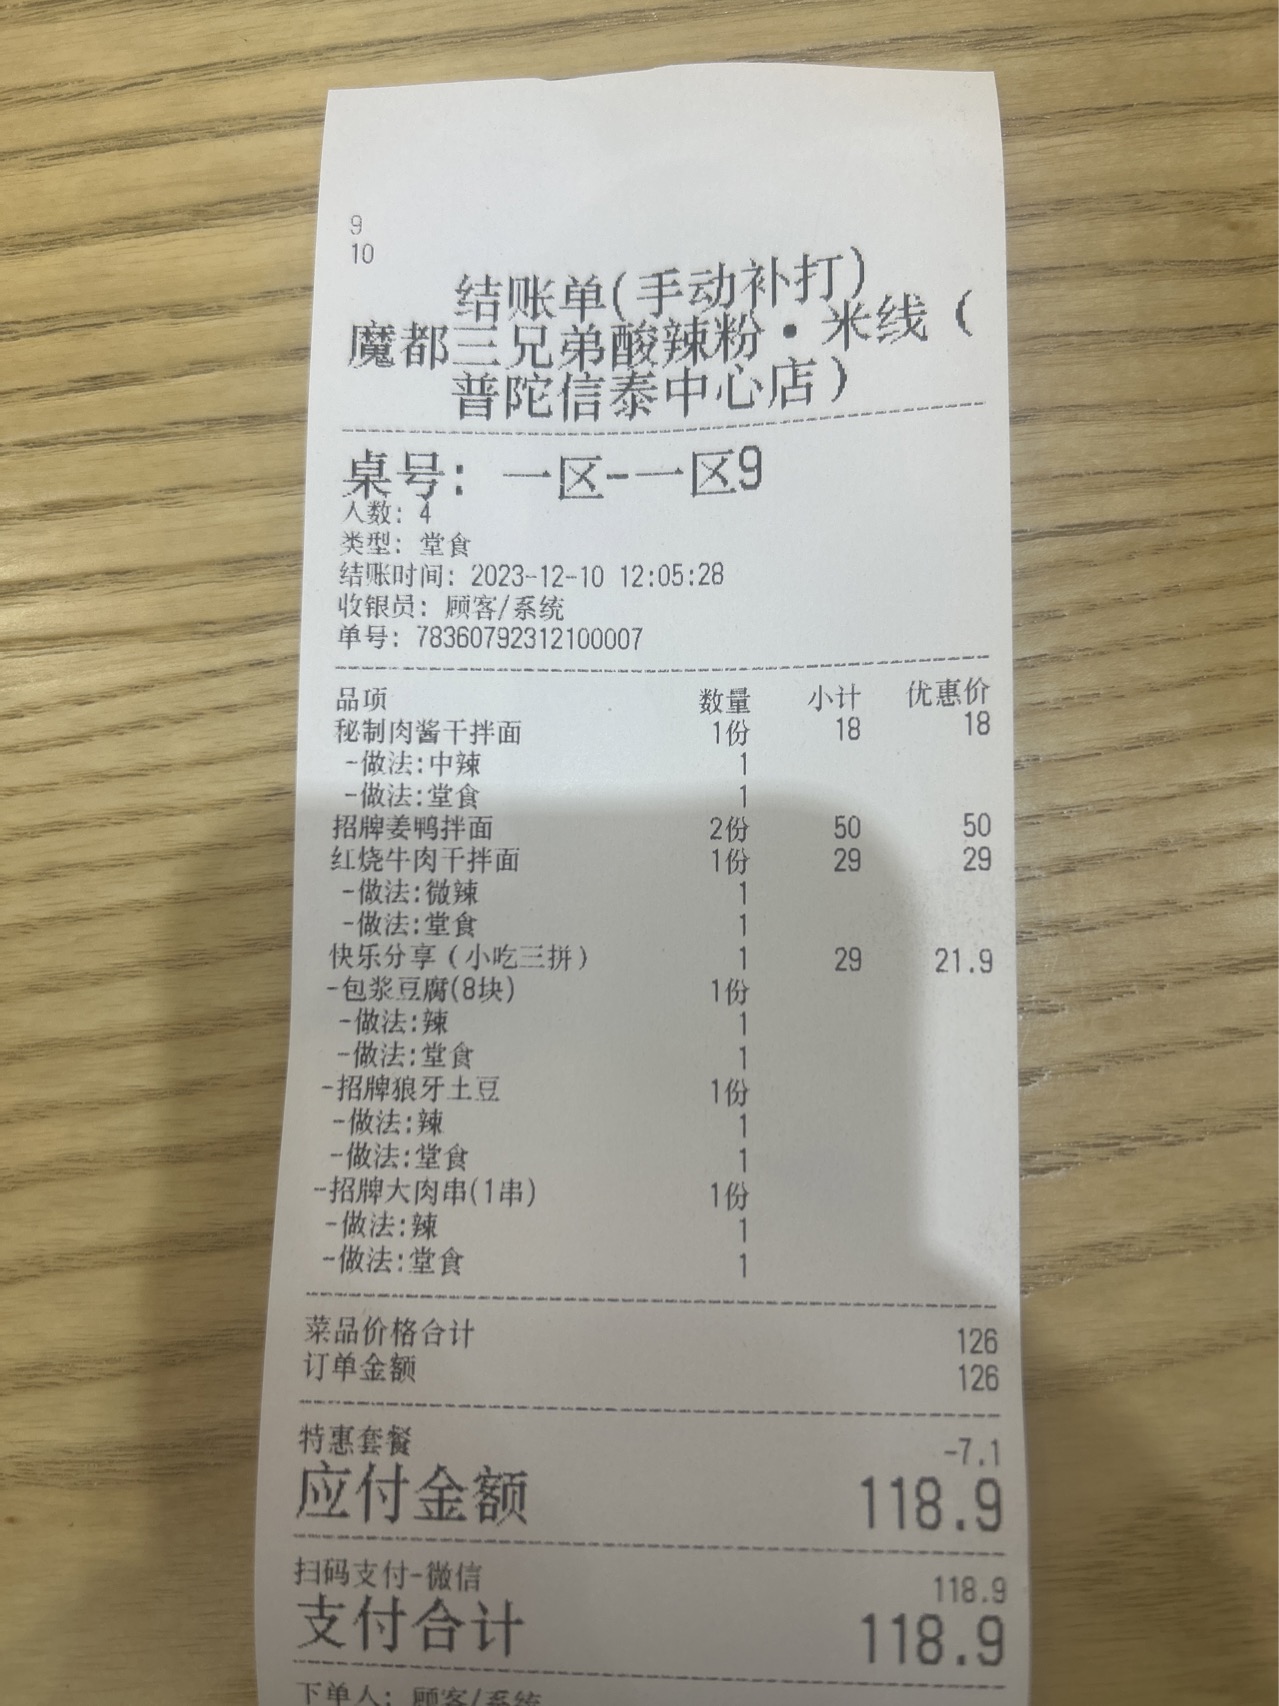 9
10
结账单(手动补打)
魔都三兄弟酸辣粉·米线(
普陀信泰中心店)
桌号: 一区-一区9
人数: 4
类型: 堂食
结账时间: 2023-12-10 12:05:28
收银员: 顾客/系统
单号: 78360792312100007
品项 数量 小计 优惠价
秘制肉酱干拌面 1份 18 18
-做法:中辣 1
-做法:堂食 1
招牌姜鸭拌面 2份 50 50
红烧牛肉干拌面 1份 29 29
-做法:微辣 1
-做法:堂食 1
快乐分享(小吃三拼) 1 29 21.9
-包浆豆腐(8块) 1份
-做法:辣 1
-做法:堂食 1
-招牌狼牙土豆 1份
-做法:辣 1
-做法:堂食 1
-招牌大肉串(1串) 1份
-做法:辣 1
-做法:堂食 1
菜品价格合计 126
订单金额 126
特惠套餐 -7.1
应付金额 118.9
扫码支付-微信 118.9
支付合计 118.9
下单人: 顾客/系统